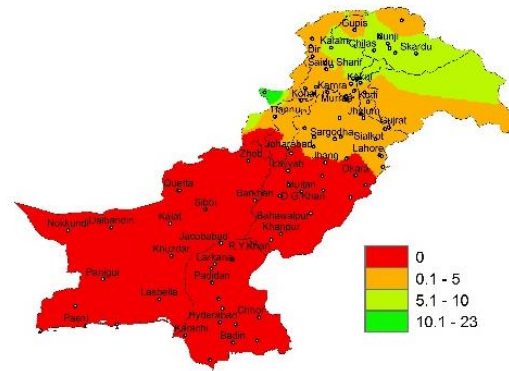 Gupis
Bunji
Kalam
Chilas
Skardu
Dir
Saidu Sharif
Kakul
Kamra
Kohat
Murree
Kotli
Bannu
Jhelum
Gujrat
Sargodha
Sialkot
Joharabad
Lahore
Zhob
Layyah
Jhang
Okara
Quetta
Multan
Sibbi
Barkhan
D G Khan
Bahawalpur
Nokkundi
Dalbandin
Kalat
Khanpur
Jacobabad
R Y Khan
Khuzdar
Larkana
Panjgur
Padidan
Lasbella
Pasni
Hyderabad
Chhor
Karachi
Badin
0
0.1 - 5
5.1 - 10
10.1 - 23